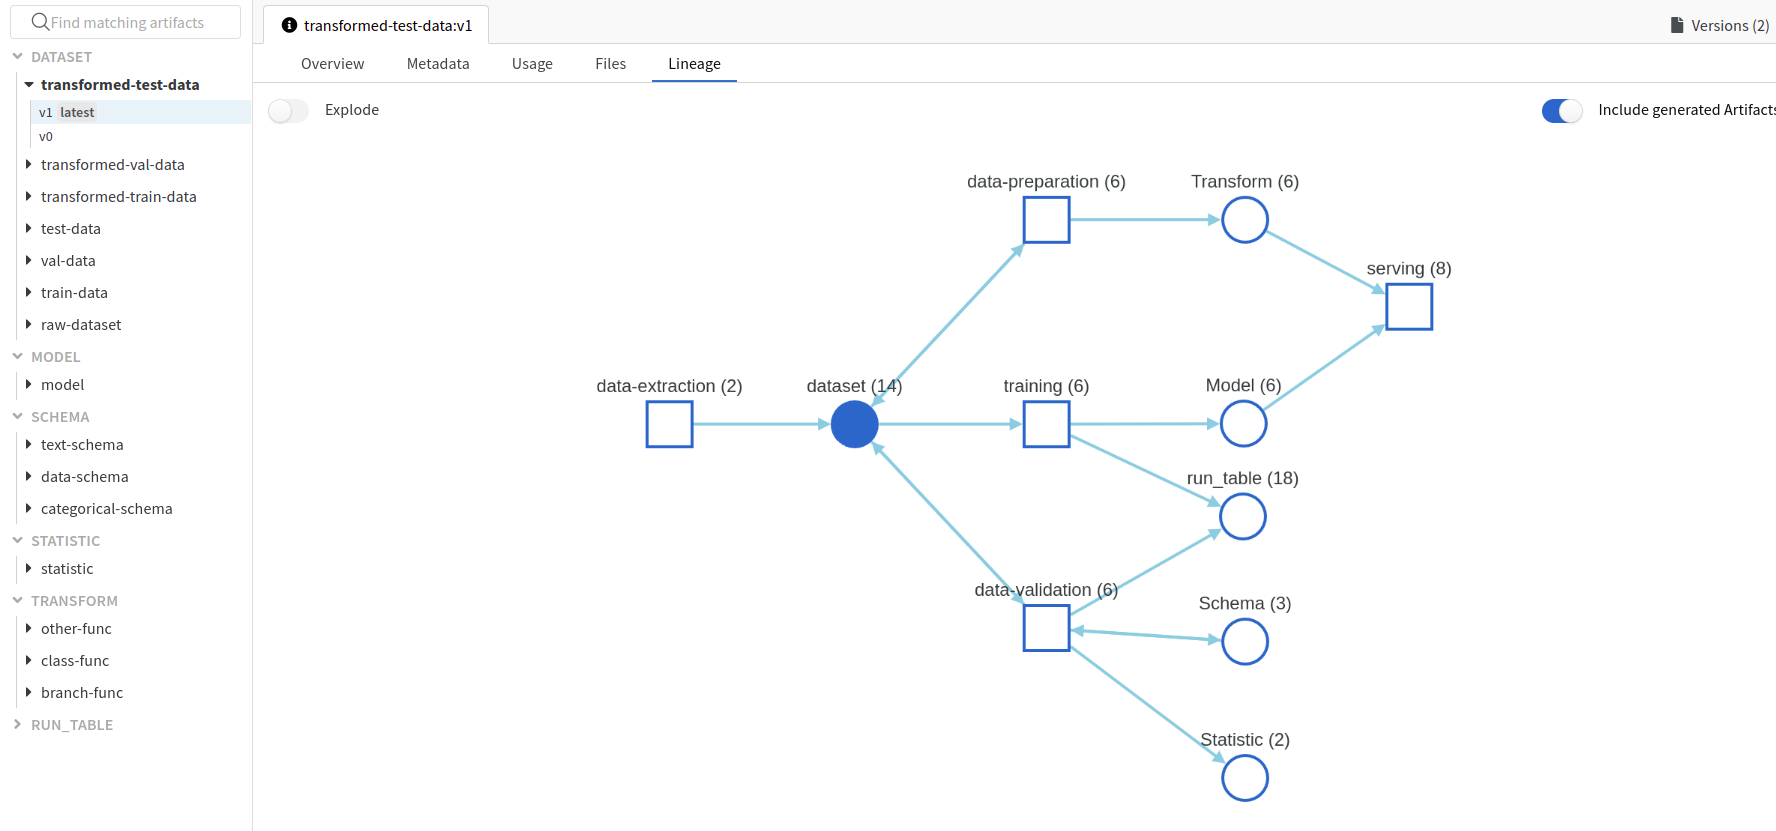 Find matching artifacts
DATASET
transformed-test-data
v1 latest
v0
transformed-val-data
transformed-train-data
test-data
val-data
train-data
raw-dataset
MODEL
model
SCHEMA
text-schema
data-schema
categorical-schema
STATISTIC
statistic
TRANSFORM
other-func
class-func
branch-func
RUN_TABLE
transformed-test-data:v1
Versions (2)
Overview Metadata Usage Files Lineage
Explode
Include generated Artifacts
data-preparation (6)
Transform (6)
serving (8)
data-extraction (2)
dataset (14)
training (6)
Model (6)
run_table (18)
data-validation (6)
Schema (3)
Statistic (2)